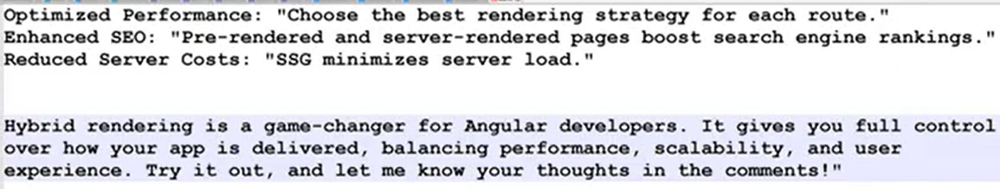 Optimized Performance: "Choose the best rendering strategy for each route."
Enhanced SEO: "Pre-rendered and server-rendered pages boost search engine rankings."
Reduced Server Costs: "SSG minimizes server load."
Hybrid rendering is a game-changer for Angular developers. It gives you full control
over how your app is delivered, balancing performance, scalability, and user
experience. Try it out, and let me know your thoughts in the comments!"